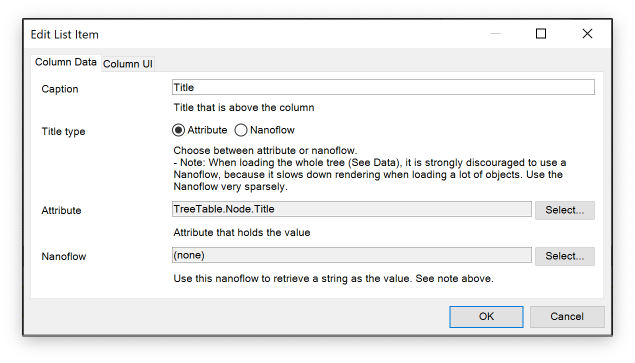 Edit List Item
Column Data Column UI
Caption Title
Title that is above the column
Title type Attribute Nanoflow
Choose between attribute or nanoflow.
- Note: When loading the whole tree (See Data), it is strongly discouraged to use a
Nanoflow, because it slows down rendering when loading a lot of objects. Use the
Nanoflow very sparsely.
Attribute TreeTable.Node.Title Select...
Attribute that holds the value
Nanoflow (none) Select...
Use this nanoflow to retrieve a string as the value. See note above.
OK Cancel